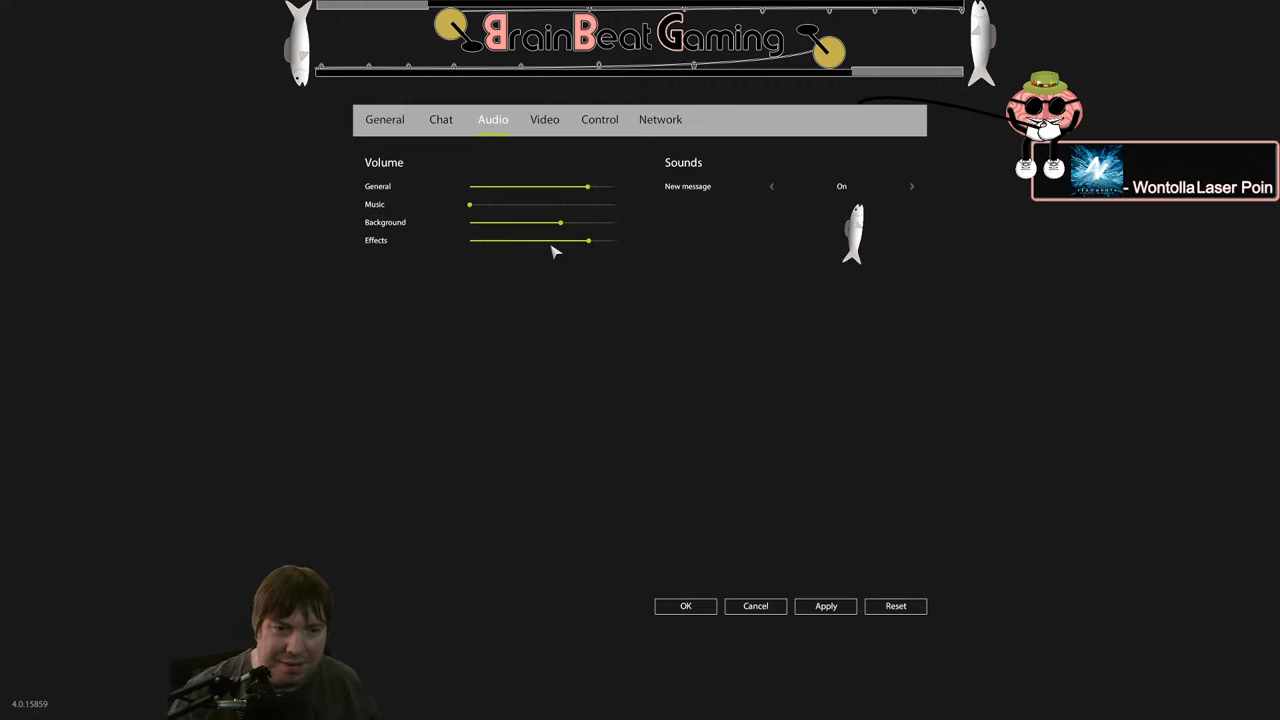 BrainBeat Gaming
General Chat Audio Video Control Network
Volume
General
Music
Background
Effects
Sounds
New message < On >
- Wontolla Laser Poin
OK Cancel Apply Reset
4.0.15859